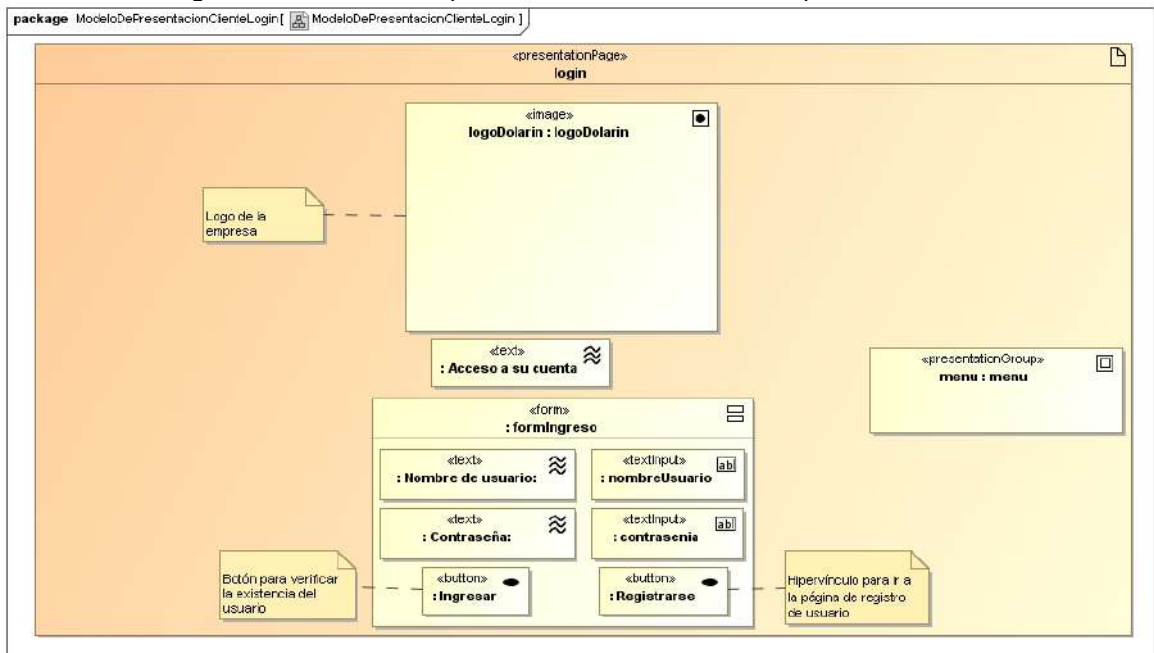 package ModeloDePresentacionClienteLogin [ ModeloDePresentacionClienteLogin ]
«presentationPage»
login
«image»
logoDolarin : logoDolarin
Logo de la
empresa
«text»
: Acceso a su cuenta
«presentationGroup»
menu : menu
«form»
: formIngreso
«text»
: Nombre de usuario:
«textInput»
: nombreUsuario
«text»
: Contraseña:
«textInput»
: contrasenia
Botón para verificar
la existencia del
usuario
«button»
: Ingresar
«button»
: Registrarse
Hipervínculo para ir a
la página de registro
de usuario